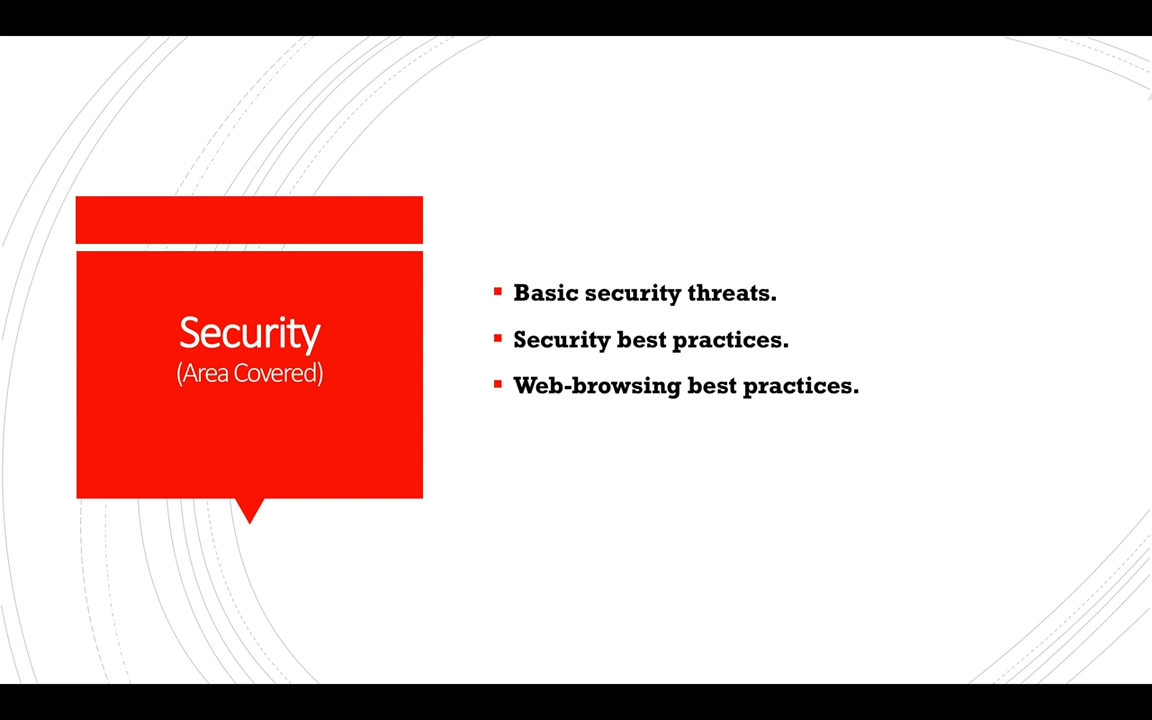 Security
(Area Covered)
Basic security threats.
Security best practices.
Web-browsing best practices.